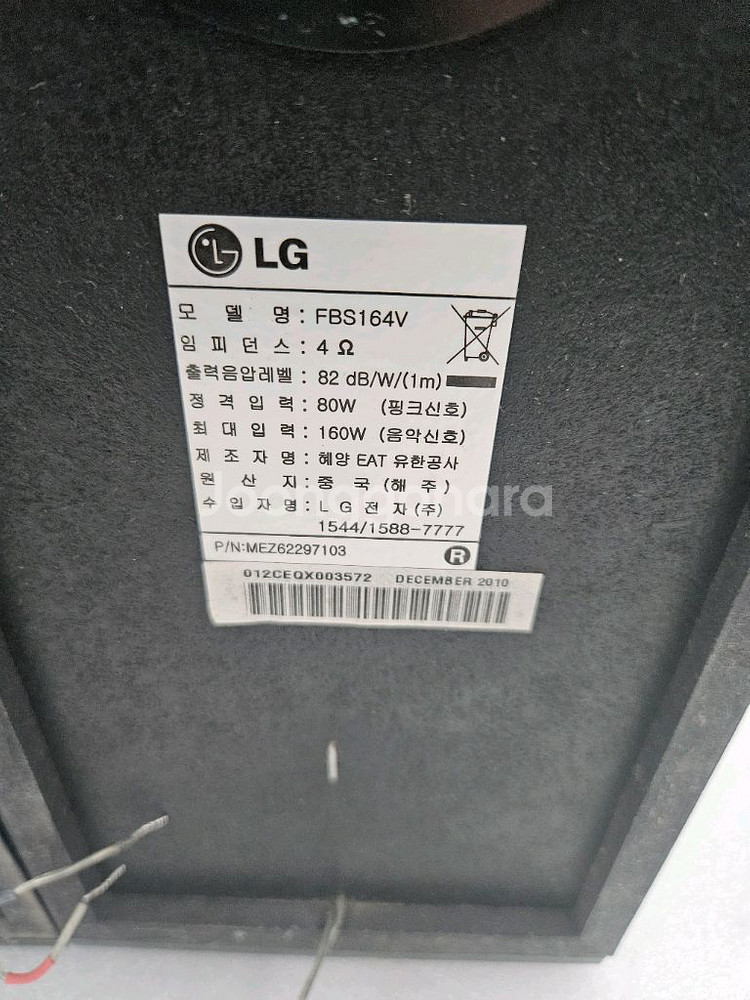 LG
모 델 명 : FBS164V
임 피 던 스 : 4 Ω
출력음압레벨 : 82 dB/W/(1m)
정 격 입 력 : 80W (핑크신호)
최 대 입 력 : 160W (음악신호)
제 조 자 명 : 혜양 EAT 유한공사
원 산 지 : 중 국 (해 주)
수 입 자 명 : L G 전 자 (주)
1544/1588-7777
P/N:MEZ62297103 R
012CEQX003572 DECEMBER 2010
Joonggonara